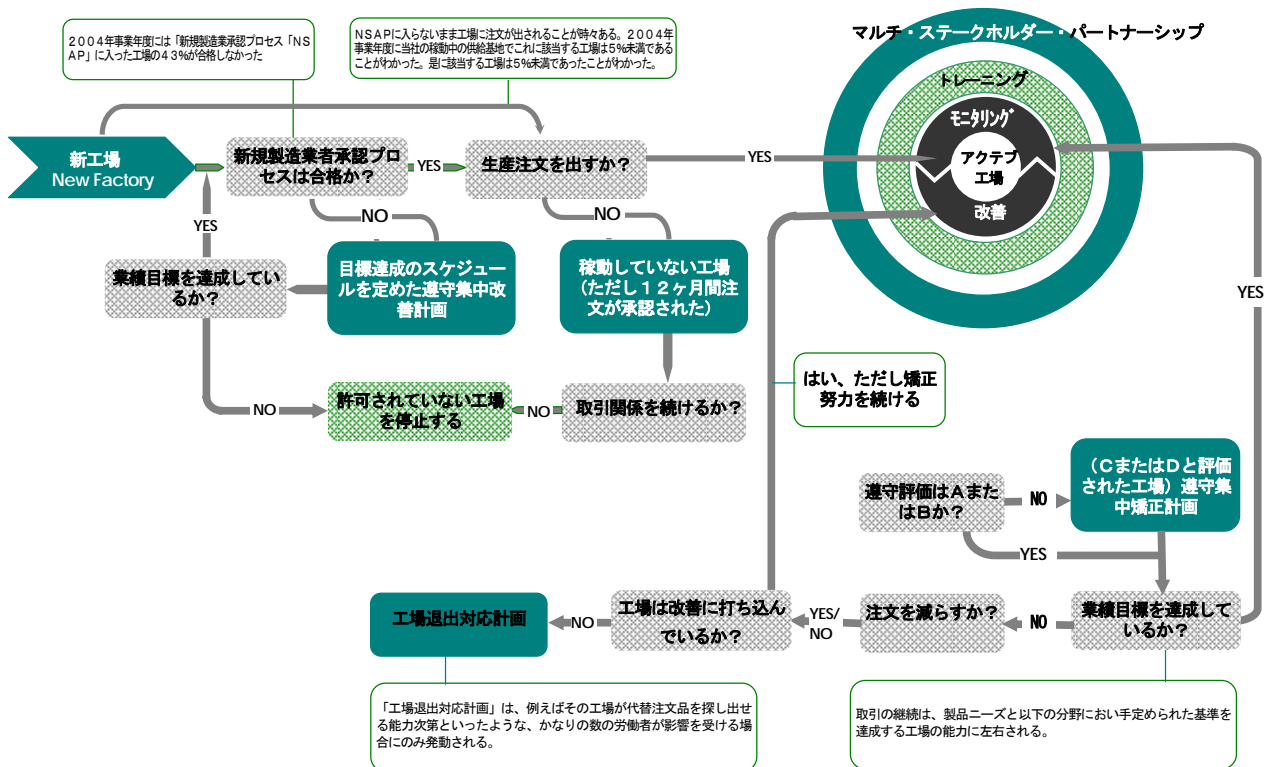 2004年事業年度には「新規製造業承認プロセス「NS
AP」に入った工場の43%が合格しなかった
NSAPに入らないまま工場に注文が出されることが時々ある。2004年
事業年度に当社の稼動中の供給基地でこれに該当する工場は5%未満である
ことがわかった。是に該当する工場は5%未満であったことがわかった。
マルチ・ステークホルダー・パートナーシップ
トレーニング
モニタリング
アクテブ
工場
改善
新工場
New Factory
新規製造業者承認プロ
セスは合格か？
YES
生産注文を出すか？
YES
NO
NO
YES
業績目標を達成してい
るか？
目標達成のスケジュー
ルを定めた遵守集中改
善計画
稼動していない工場
（ただし12ヶ月間注
文が承認された）
YES
NO
許可されていない工場
を停止する
NO
取引関係を続けるか？
はい、ただし矯正
努力を続ける
遵守評価はAまた
はBか？
NO
（CまたはDと評価
された工場）遵守集
中矯正計画
YES
工場退出対応計画
NO
工場は改善に打ち込ん
でいるか？
YES/
NO
注文を減らすか？
NO
業績目標を達成して
いるか？
「工場退出対応計画」は、例えばその工場が代替注文品を探し出せ
る能力次第といったような、かなりの数の労働者が影響を受ける場
合にのみ発動される。
取引の継続は、製品ニーズと以下の分野におい手定められた基準を
達成する工場の能力に左右される。